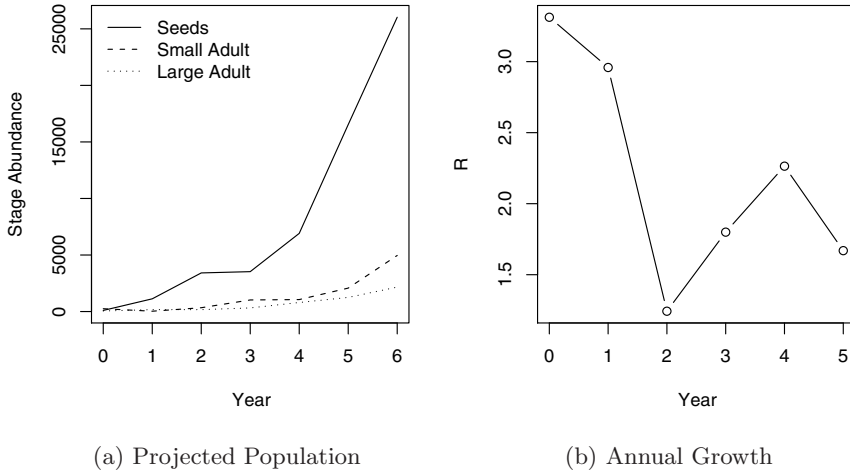 Seeds
Small Adult
Large Adult
Stage Abundance
0
5000
15000
25000
0 1 2 3 4 5 6
Year
(a) Projected Population
R
1.5
2.0
2.5
3.0
0 1 2 3 4 5
Year
(b) Annual Growth